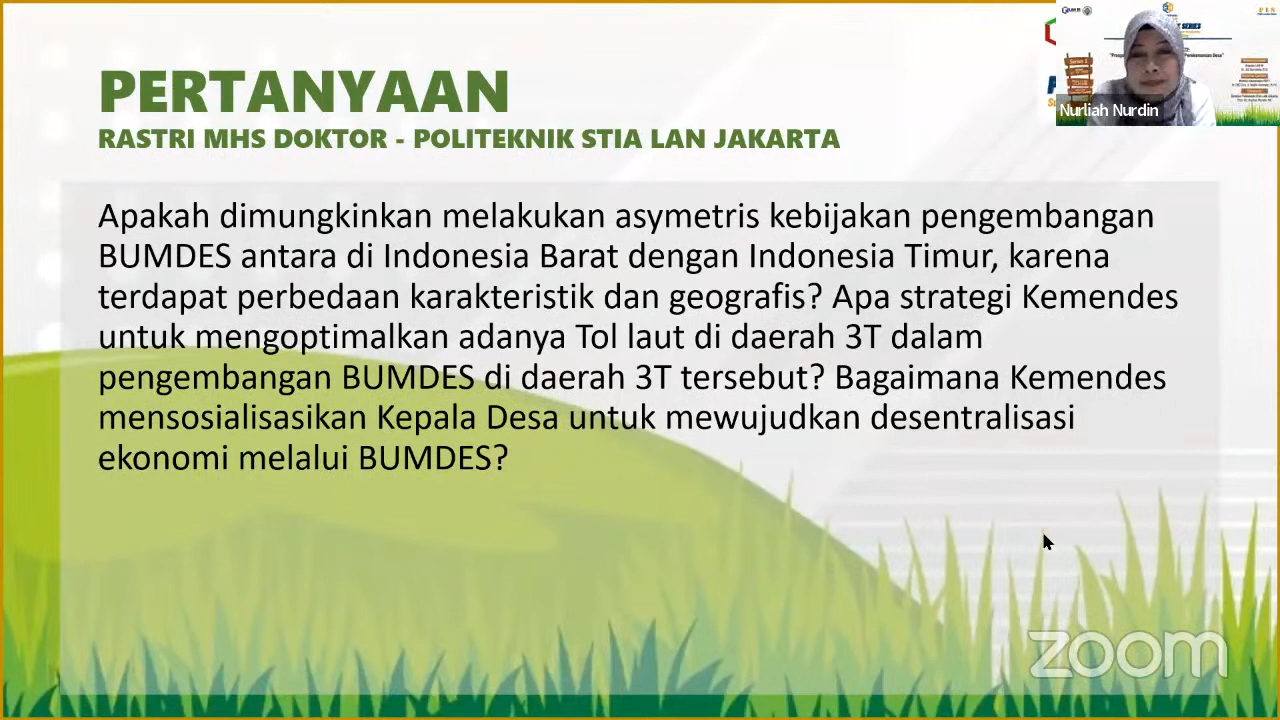 PERTANYAAN
RASTRI MHS DOKTOR - POLITEKNIK STIA LAN JAKARTA
Apakah dimungkinkan melakukan asymetris kebijakan pengembangan
BUMDES antara di Indonesia Barat dengan Indonesia Timur, karena
terdapat perbedaan karakteristik dan geografis? Apa strategi Kemendes
untuk mengoptimalkan adanya Tol laut di daerah 3T dalam
pengembangan BUMDES di daerah 3T tersebut? Bagaimana Kemendes
mensosialisasikan Kepala Desa untuk mewujudkan desentralisasi
ekonomi melalui BUMDES?
Nurliah Nurdin
zoom